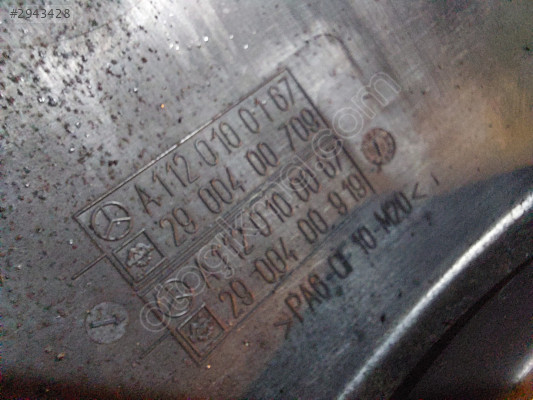 #2943428
A 112 010 01 67
29 004 00 709
A 112 010 00 67
29 004 00 919
>PA6-GF 10-M20<